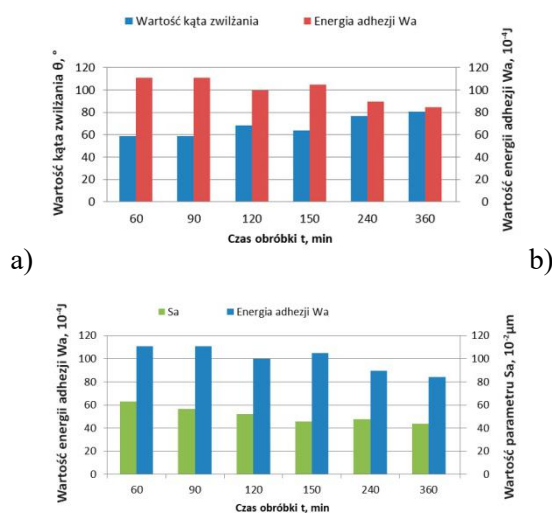 Wartość kąta zwilżania Energia adhezji Wa
Wartość kąta zwilżania θ, °
120
100
80
60
40
20
0
120
100
80
60
40
20
0
Wartość energii adhezji Wa, 10⁻⁴J
60 90 120 150 240 360
Czas obróbki t, min
a) b)
Sa Energia adhezji Wa
Wartość energii adhezji Wa, 10⁻⁴J
120
100
80
60
40
20
0
120
100
80
60
40
20
0
Wartość parametru Sa, 10⁻²μm
60 90 120 150 240 360
Czas obróbki t, min